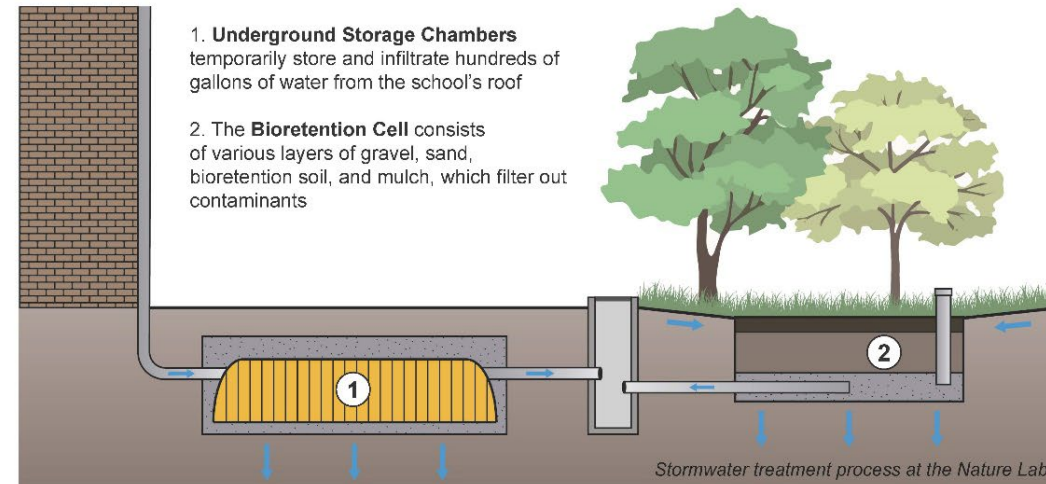 1. Underground Storage Chambers
temporarily store and infiltrate hundreds of
gallons of water from the school's roof
2. The Bioretention Cell consists
of various layers of gravel, sand,
bioretention soil, and mulch, which filter out
contaminants
1
2
Stormwater treatment process at the Nature Lab